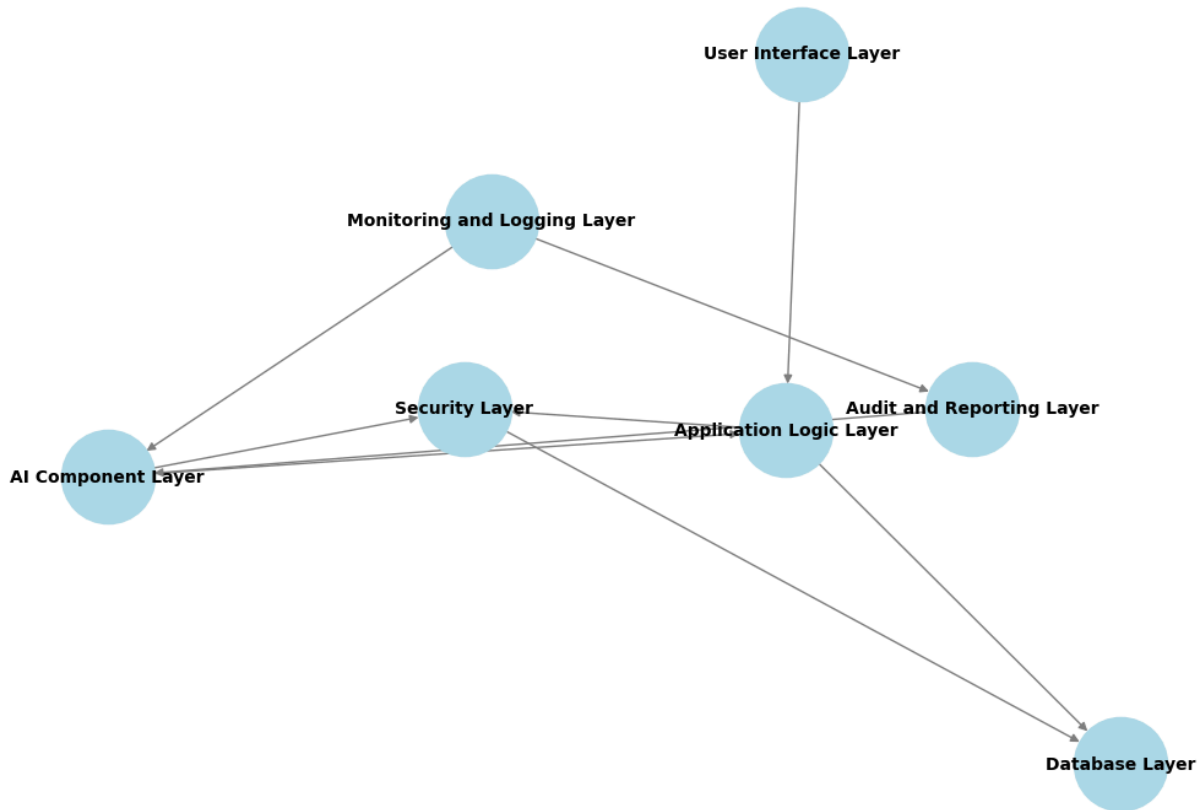 User Interface Layer
Monitoring and Logging Layer
Security Layer
Audit and Reporting Layer
Application Logic Layer
AI Component Layer
Database Layer